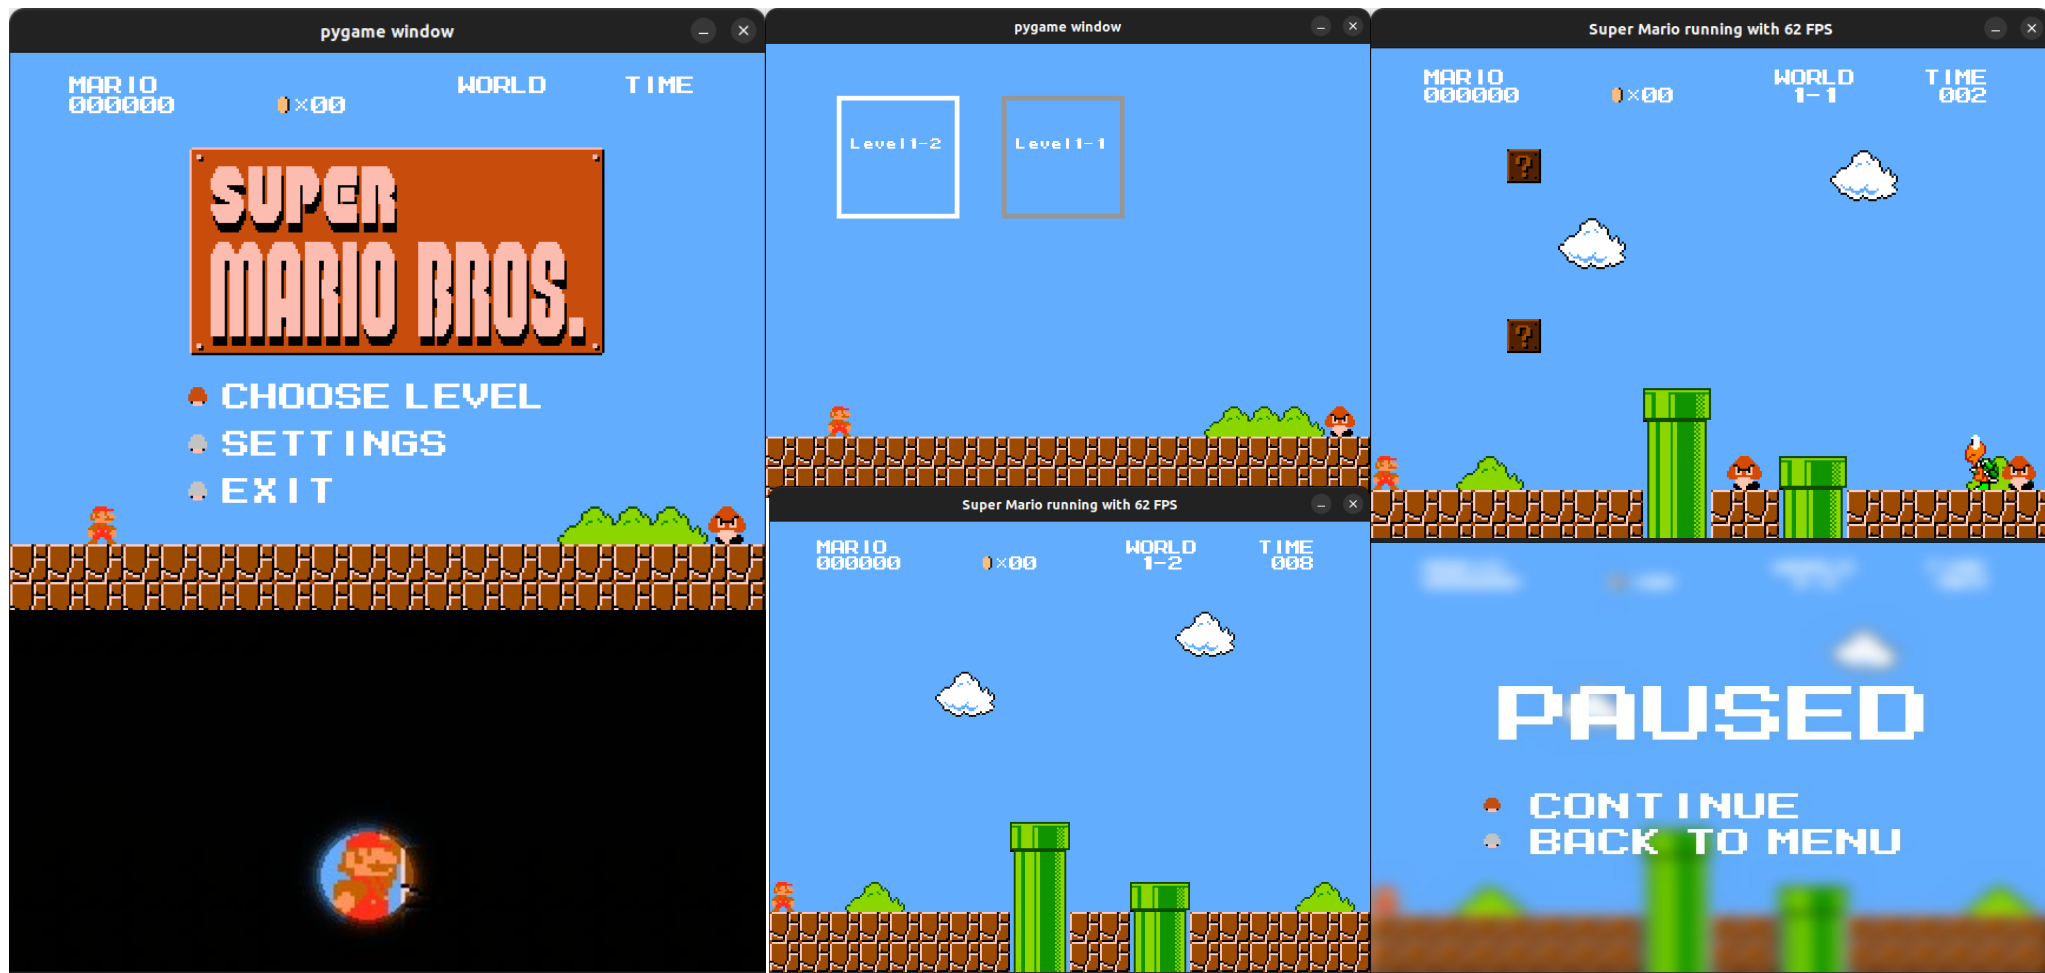 pygame window
MARIO WORLD TIME
000000 ×00
SUPER
MARIO BROS.
CHOOSE LEVEL
SETTINGS
EXIT
pygame window
Level1-2 Level1-1
Super Mario running with 62 FPS
MARIO WORLD TIME
000000 ×00 1-2 008
Super Mario running with 62 FPS
MARIO WORLD TIME
000000 ×00 1-1 002
?
?
PAUSED
CONTINUE
BACK TO MENU